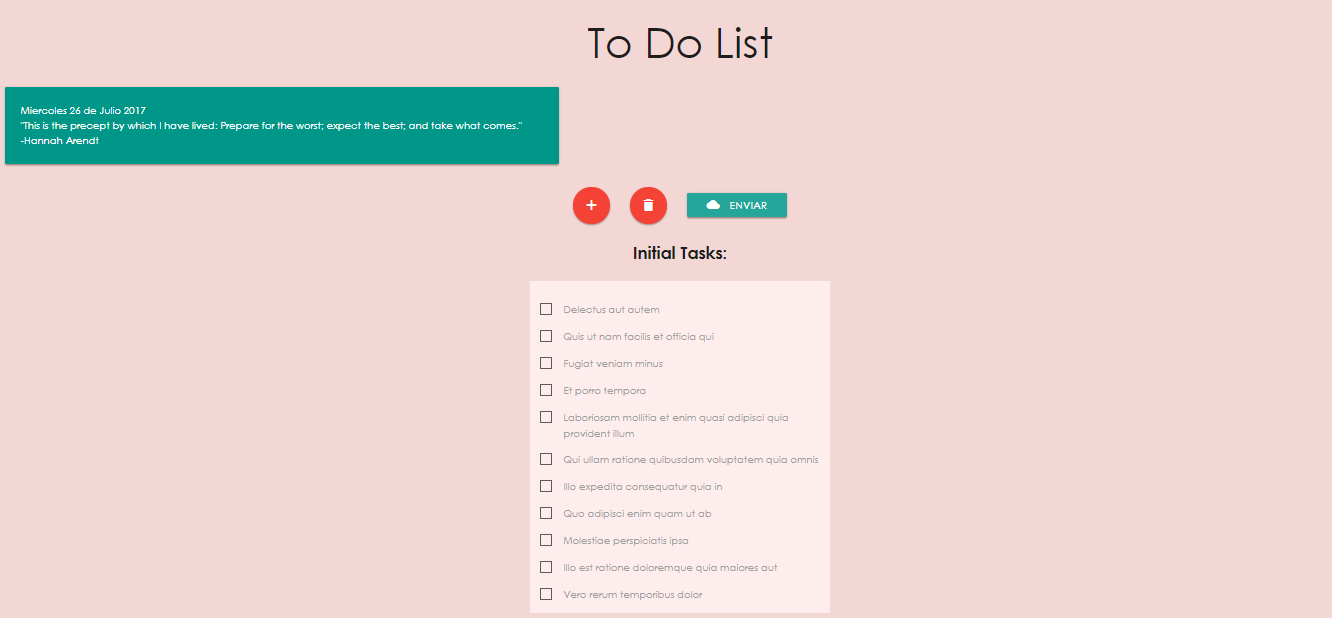 To Do List
Miercoles 26 de Julio 2017
"This is the precept by which I have lived: Prepare for the worst; expect the best; and take what comes."
-Hannah Arendt
ENVIAR
Initial Tasks:
Delectus aut autem
Quis ut nam facilis et officia qui
Fugiat veniam minus
Et porro tempora
Laboriosam mollitia et enim quasi adipisci quia
provident illum
Qui ullam ratione quibusdam voluptatem quia omnis
Illo expedita consequatur quia in
Quo adipisci enim quam ut ab
Molestiae perspiciatis ipsa
Illo est ratione doloremque quia maiores aut
Vero rerum temporibus dolor